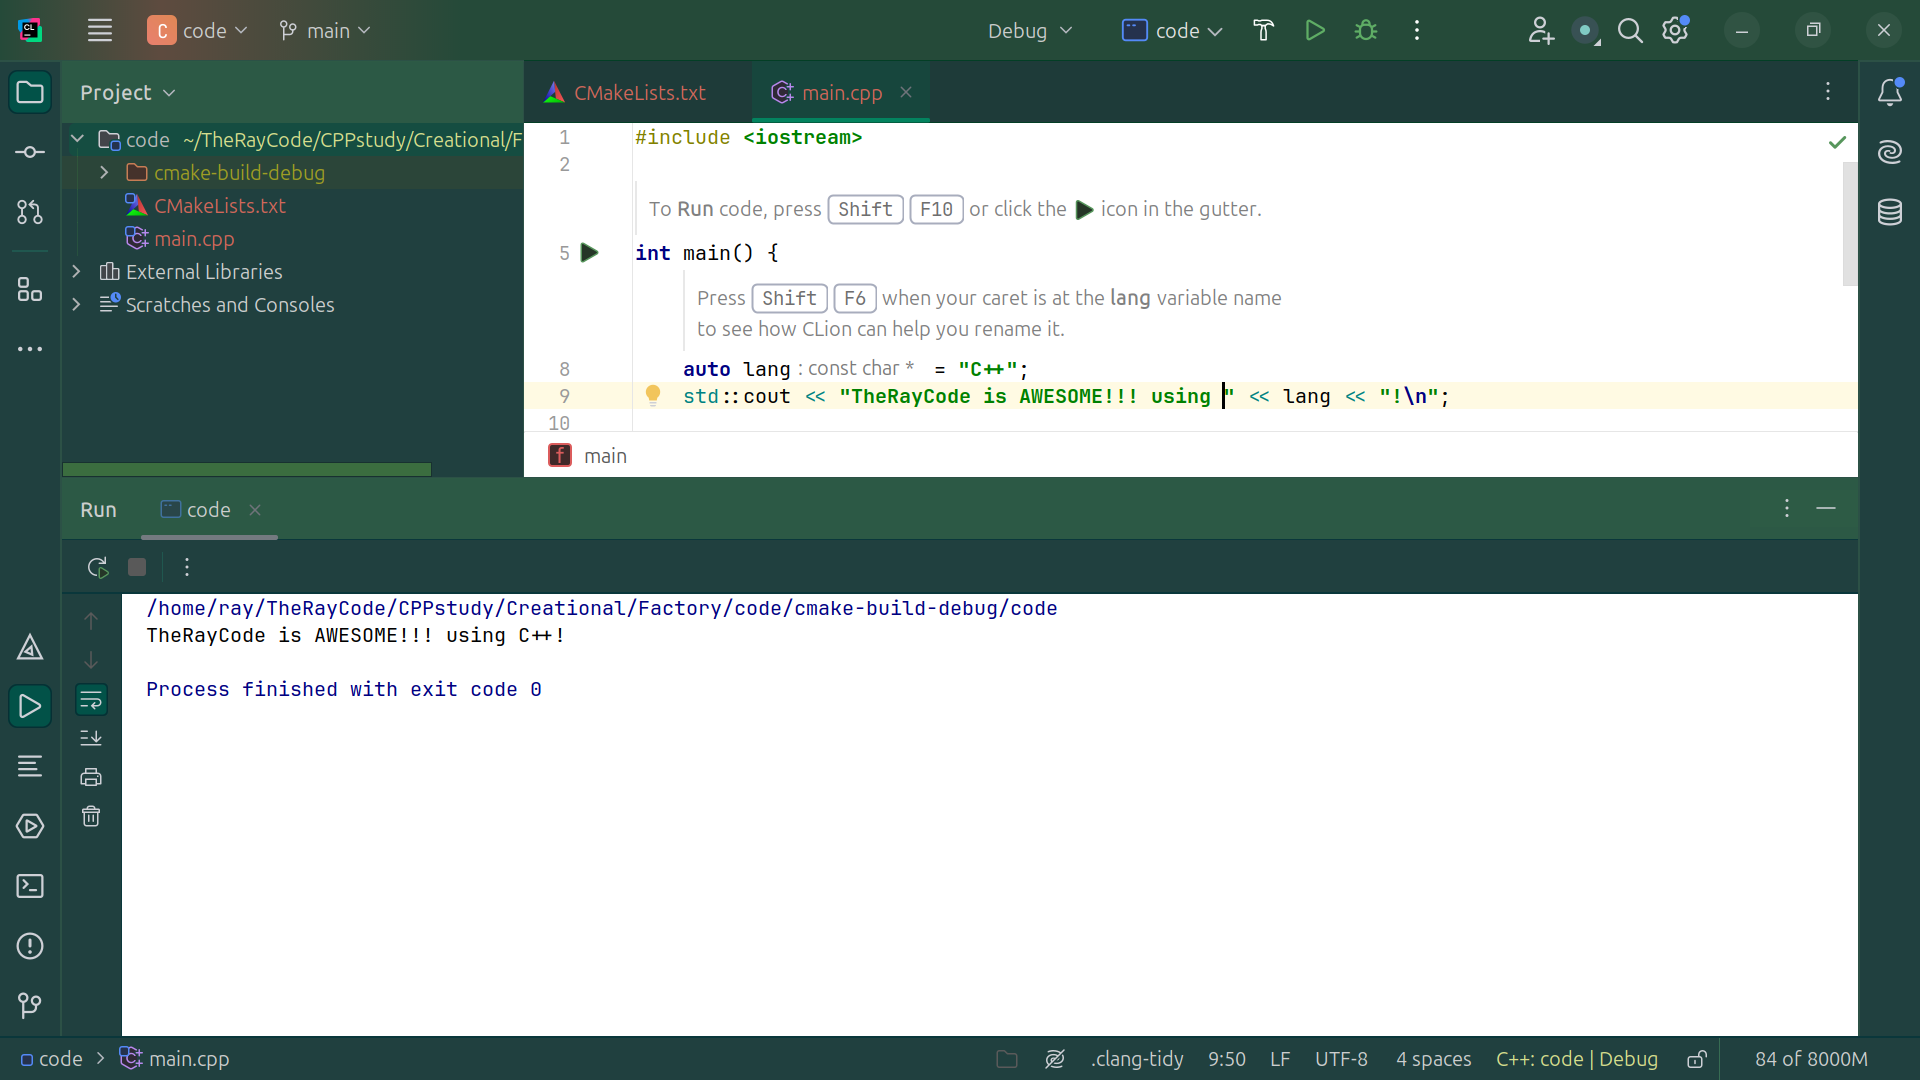 CL
C code main
Debug code
Project
CMakeLists.txt main.cpp
code ~/TheRayCode/CPPstudy/Creational/F
cmake-build-debug
CMakeLists.txt
main.cpp
External Libraries
Scratches and Consoles
1 #include <iostream>
2
To Run code, press Shift F10 or click the icon in the gutter.
5 int main() {
Press Shift F6 when your caret is at the lang variable name
to see how CLion can help you rename it.
8 auto lang : const char * = "C++";
9 std::cout << "TheRayCode is AWESOME!!! using " << lang << "!\n";
10
f main
Run code
/home/ray/TheRayCode/CPPstudy/Creational/Factory/code/cmake-build-debug/code
TheRayCode is AWESOME!!! using C++!
Process finished with exit code 0
code main.cpp
.clang-tidy 9:50 LF UTF-8 4 spaces C++: code | Debug 84 of 8000M